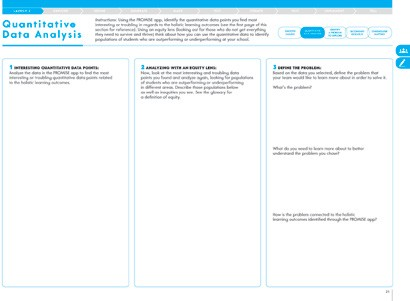 Quantitative
Data Analysis
Instructions: Using the PROMISE app, identify the quantitative data points you find most
interesting or troubling in regards to the holistic learning outcomes (see the first page of this
section for reference). Using an equity lens (looking out for those who do not get everything
they need to survive and thrive) think about how you can use the quantitative data to identify
populations of students who are outperforming or underperforming at your school.
1 INTERESTING QUANTITATIVE DATA POINTS:
Analyze the data in the PROMISE app to find the most
interesting or troubling quantitative data points related
to the holistic learning outcomes.
2 ANALYZING WITH AN EQUITY LENS:
Now, look at the most interesting and troubling data
points you found and analyze again, looking for populations
of students who are outperforming or underperforming
in different areas. Describe these populations below
as well as inequities you see. See the glossary for
a definition of equity.
3 DEFINE THE PROBLEM:
Based on the data you selected, define the problem that
your team would like to learn more about in order to solve it.
What's the problem?
What do you need to learn more about to better
understand the problem you chose?
How is the problem connected to the holistic
learning outcomes identified through the PROMISE app?